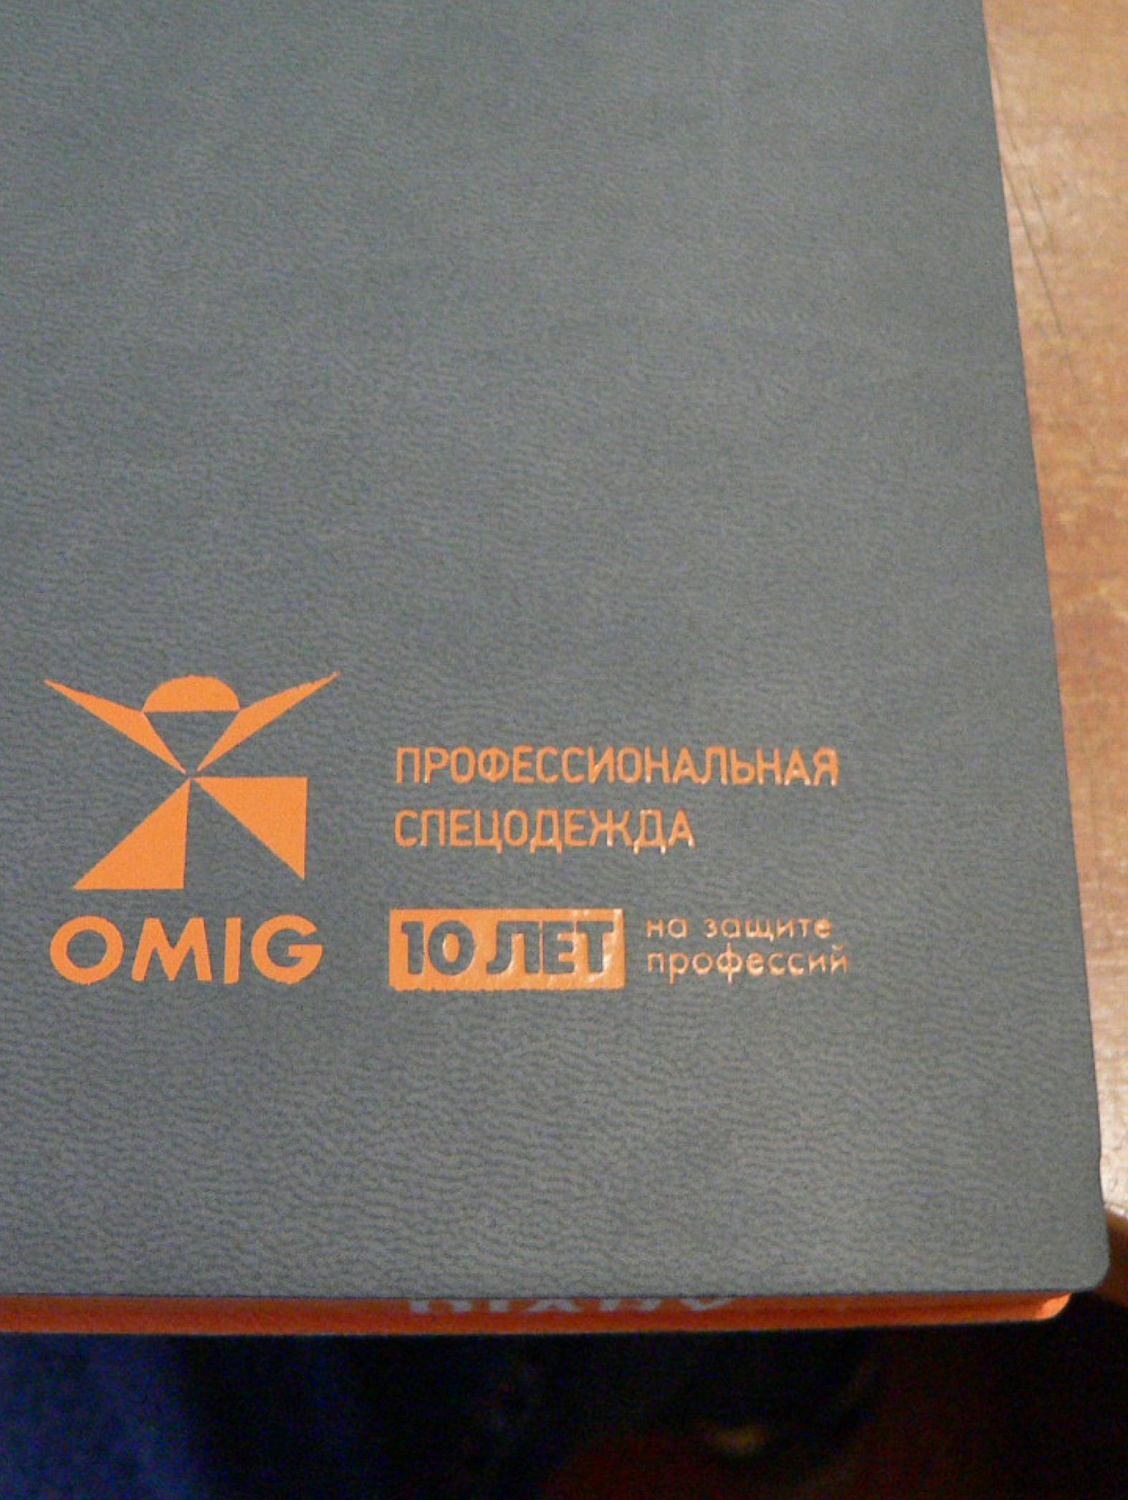 ПРОФЕССИОНАЛЬНАЯ
СПЕЦОДЕЖДА
OMIG
10 ЛЕТ
на защите
профессий